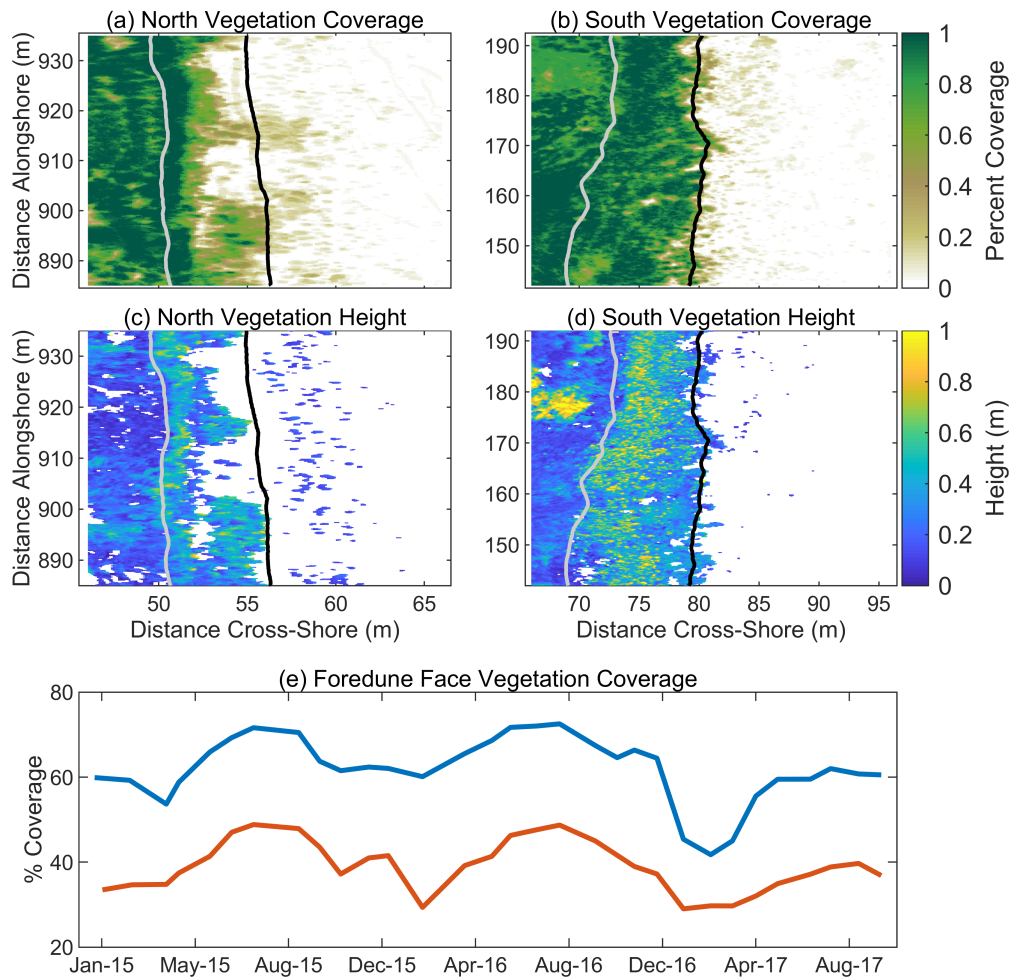 (a) North Vegetation Coverage
(b) South Vegetation Coverage
Distance Alongshore (m)
930
920
910
900
890
190
180
170
160
150
1
0.8
0.6
0.4
0.2
0
Percent Coverage
(c) North Vegetation Height
(d) South Vegetation Height
Distance Alongshore (m)
930
920
910
900
890
190
180
170
160
150
1
0.8
0.6
0.4
0.2
0
Height (m)
50 55 60 65
70 75 80 85 90 95
Distance Cross-Shore (m)
Distance Cross-Shore (m)
(e) Foredune Face Vegetation Coverage
% Coverage
80
60
40
20
Jan-15 May-15 Aug-15 Dec-15 Apr-16 Aug-16 Dec-16 Apr-17 Aug-17